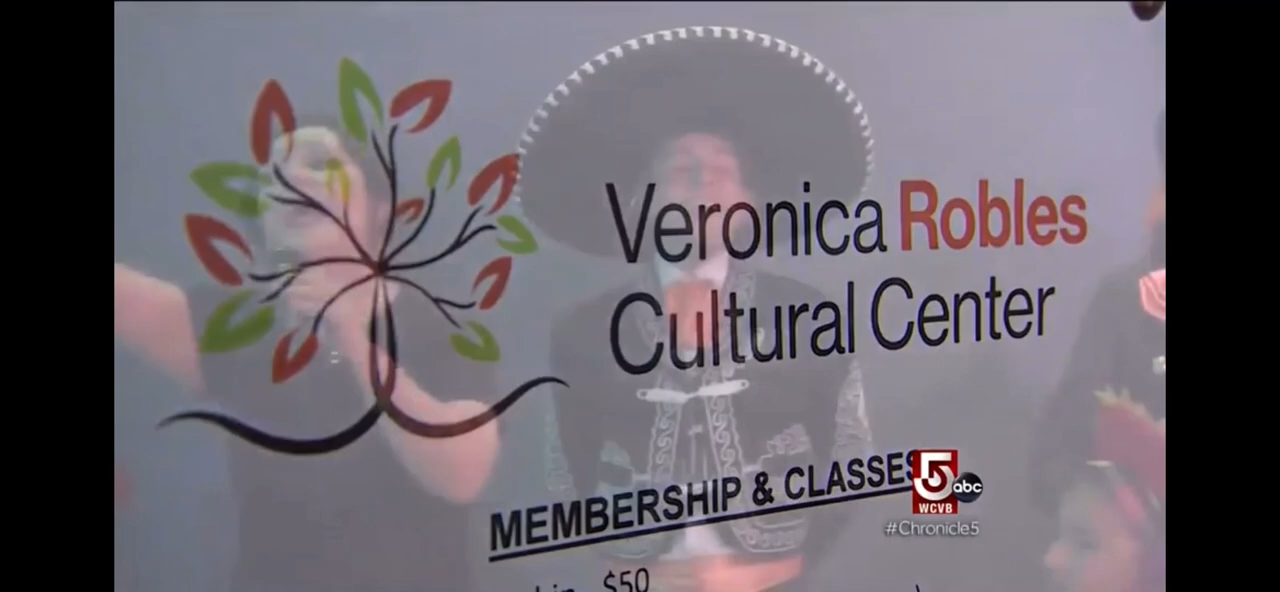 Veronica Robles
Cultural Center
MEMBERSHIP & CLASSES
$50
5 abc
WCVB
#Chronicle5